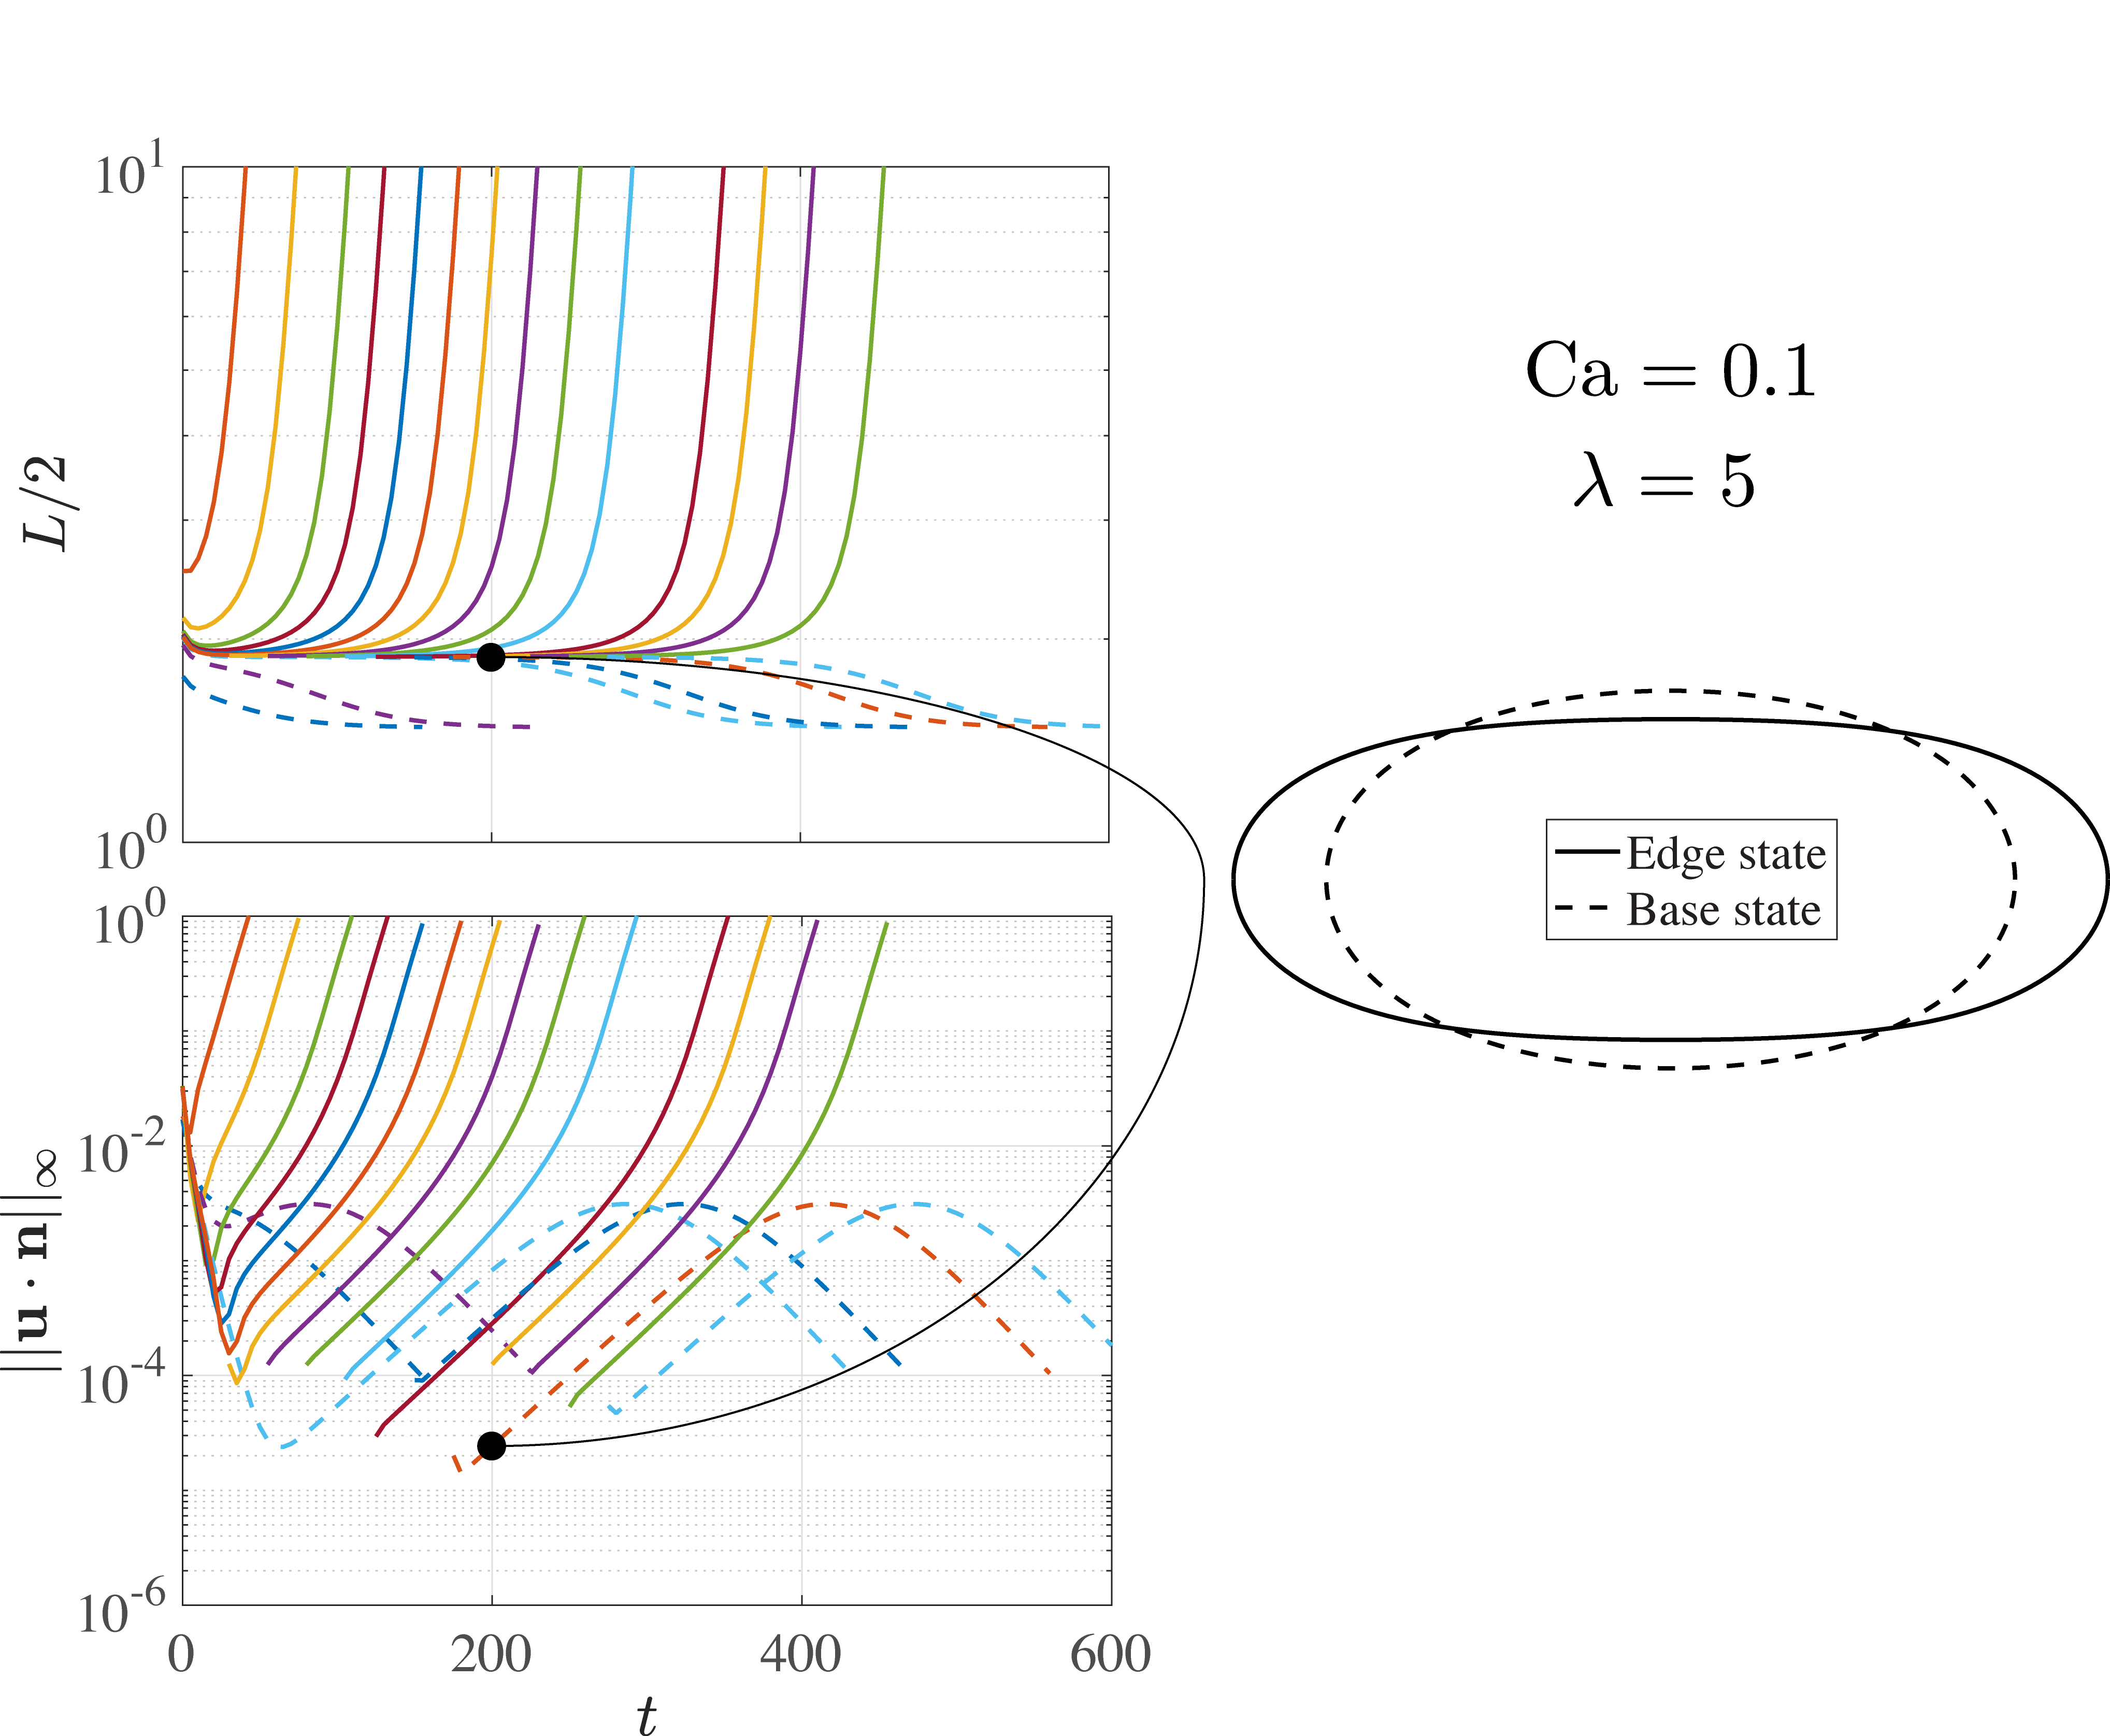 10^1
L/2
10^0
10^0
10^-2
‖u · n‖_∞
10^-4
10^-6
0 200 400 600
t
Ca = 0.1
λ = 5
Edge state
Base state